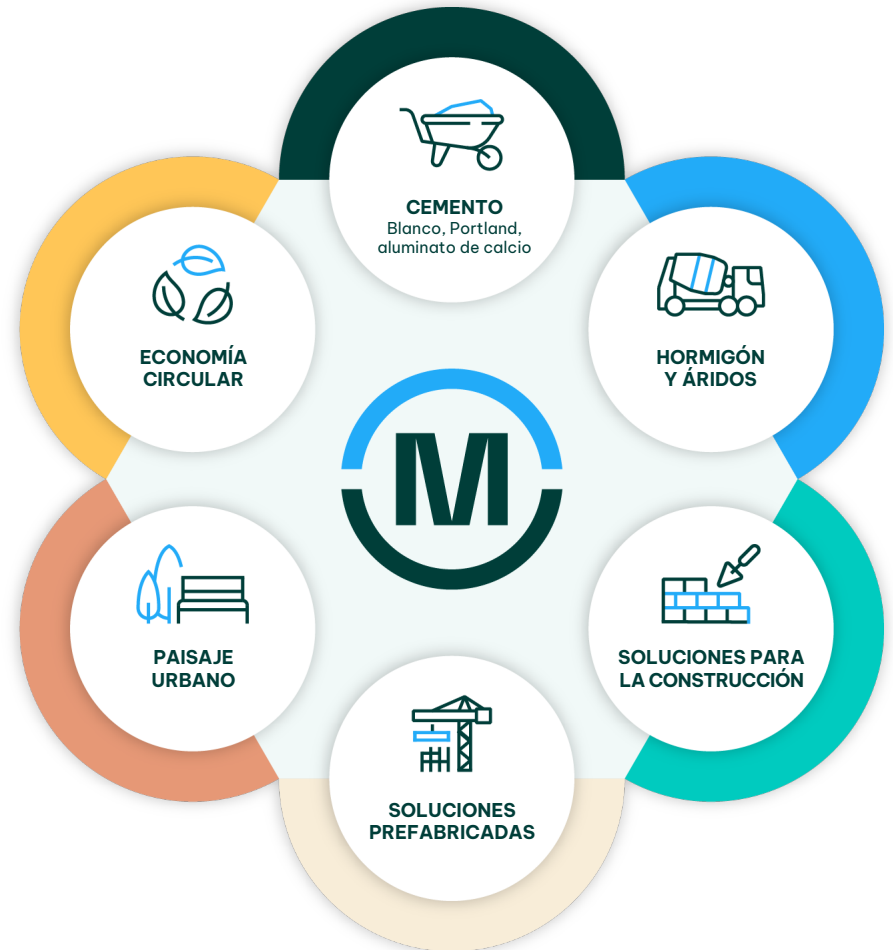 CEMENTO
Blanco, Portland,
aluminato de calcio
HORMIGÓN
Y ÁRIDOS
SOLUCIONES PARA
LA CONSTRUCCIÓN
SOLUCIONES
PREFABRICADAS
PAISAJE
URBANO
ECONOMÍA
CIRCULAR
M